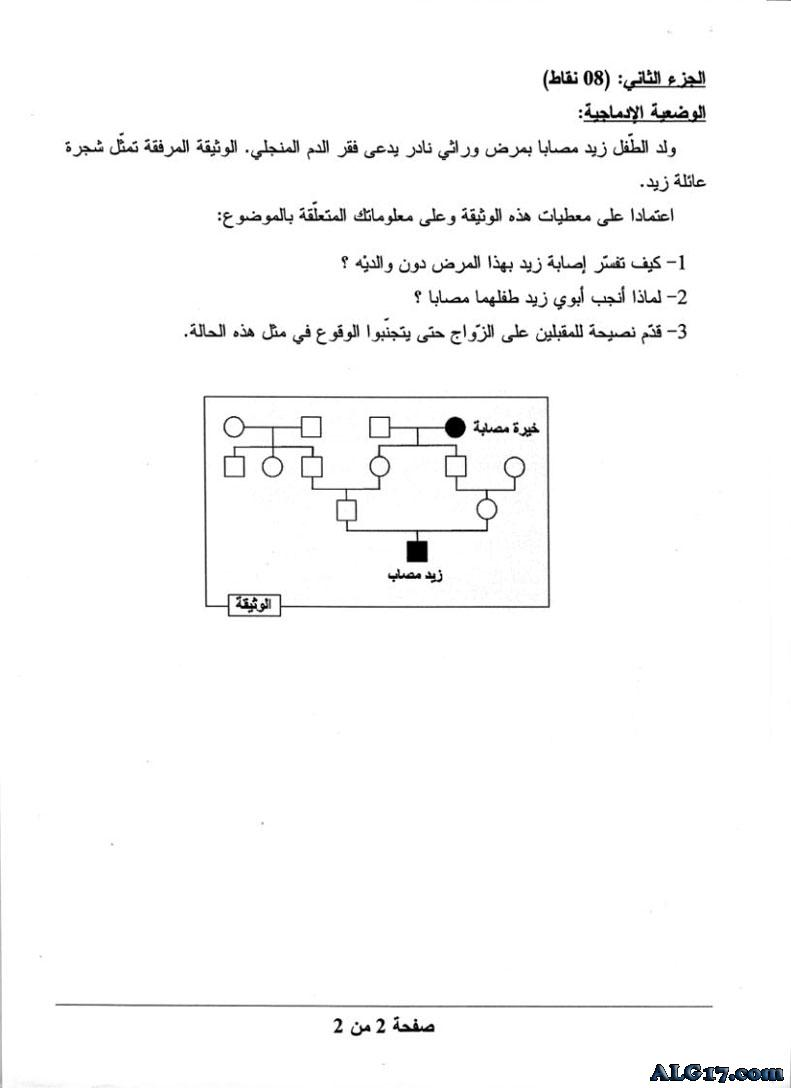 الجزء الثاني: (08 نقاط)
الوضعية الإدماجية:
ولد الطّفل زيد مصابا بمرض وراثي نادر يدعى فقر الدم المنجلي. الوثيقة المرفقة تمثّل شجرة
عائلة زيد.
اعتمادا على معطيات هذه الوثيقة وعلى معلوماتك المتعلّقة بالموضوع:
1- كيف تفسّر إصابة زيد بهذا المرض دون والديْه ؟
2- لماذا أنجب أبوي زيد طفلهما مصابا ؟
3- قدّم نصيحة للمقبلين على الزّواج حتى يتجنّبوا الوقوع في مثل هذه الحالة.
خيرة مصابة
زيد مصاب
الوثيقة
صفحة 2 من 2
ALG17.com